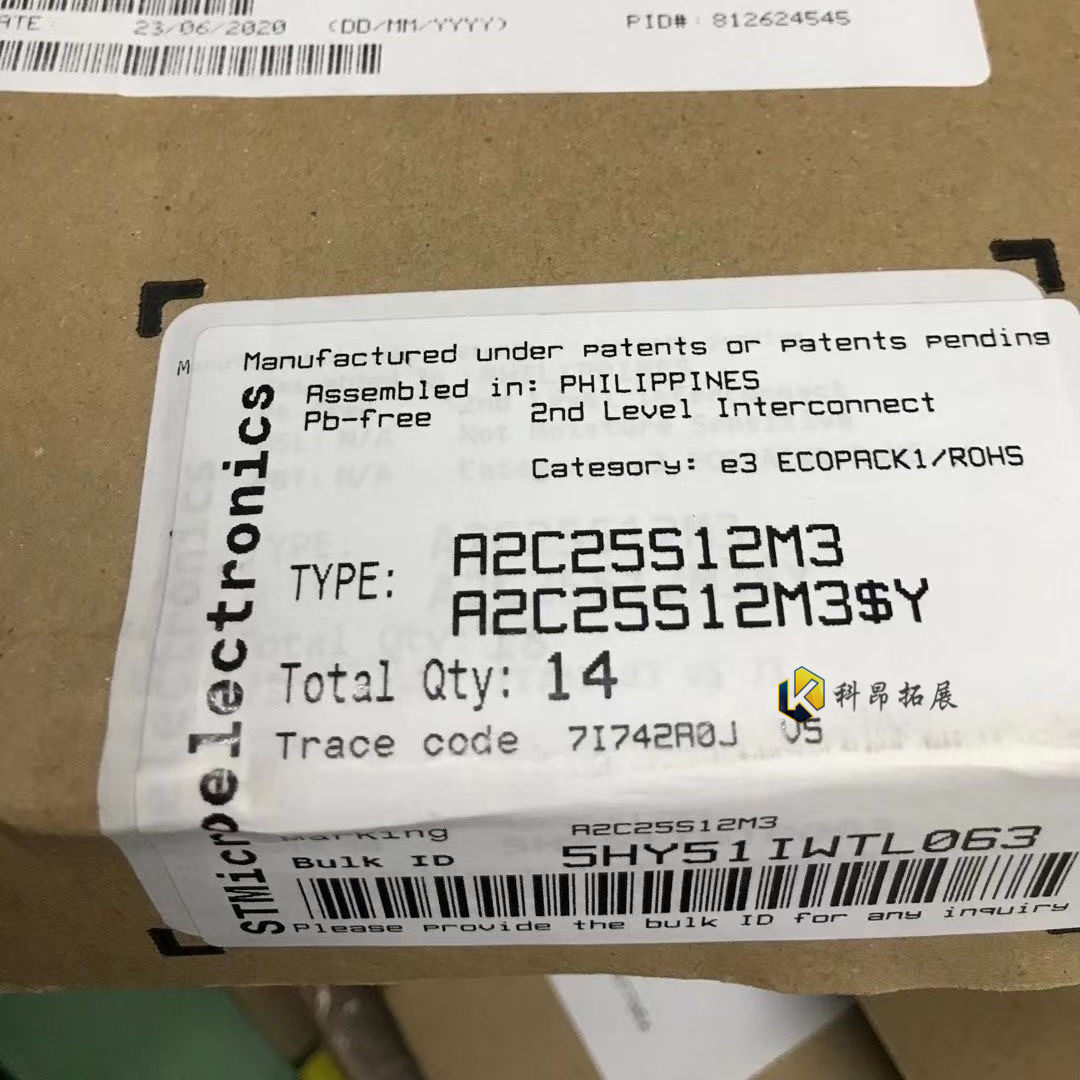 23/06/2020 (DD/MM/YYYY) PID#: 812624545
Manufactured under patents or patents pending
Assembled in: PHILIPPINES
Pb-free 2nd Level Interconnect
Category: e3 ECOPACK1/ROHS
TYPE: A2C25S12M3
A2C25S12M3$Y
Total Qty: 14
Trace code 7I742A0J VS
Marking A2C25S12M3
Bulk ID 5HY51IWTL063
Please provide the bulk ID for any inquiry
STMicroelectronics
科昂拓展